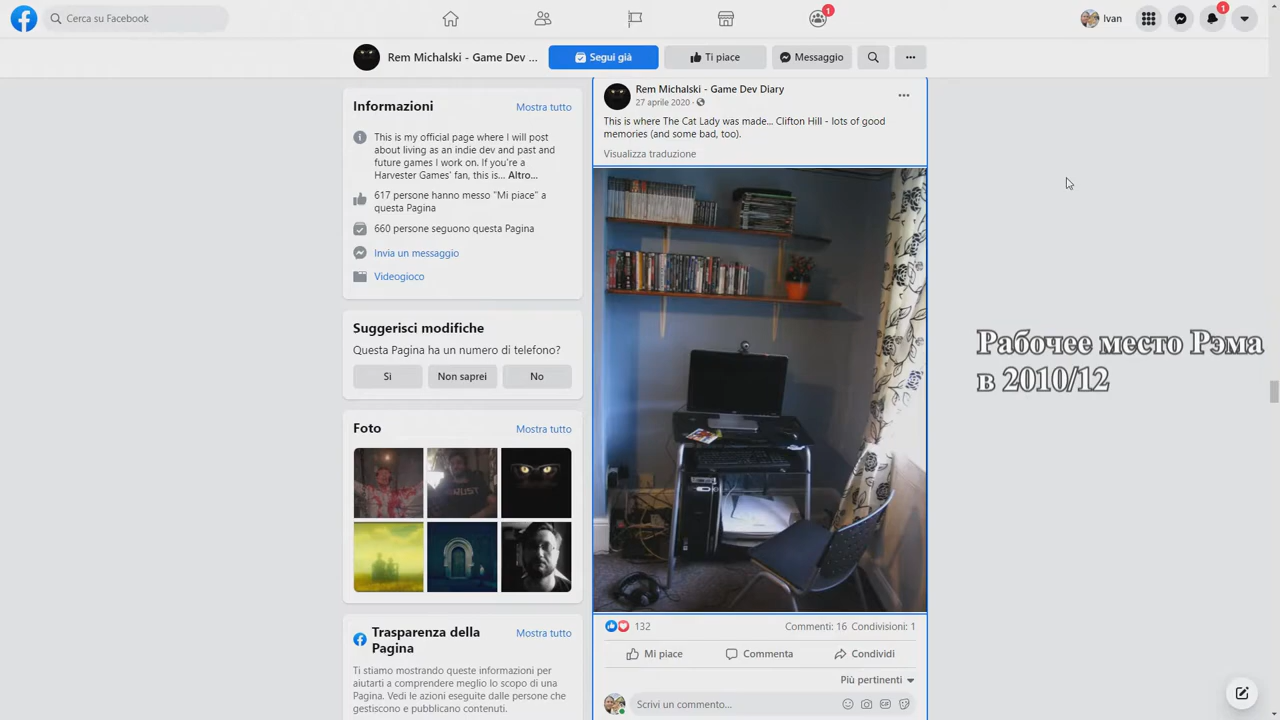 Cerca su Facebook
1
Ivan
1
Rem Michalski - Game Dev ...
Segui già
Ti piace
Messaggio
Informazioni
Mostra tutto
This is my official page where I will post
about living as an indie dev and past and
future games I work on. If you're a
Harvester Games' fan, this is... Altro...
617 persone hanno messo "Mi piace" a
questa Pagina
660 persone seguono questa Pagina
Invia un messaggio
Videogioco
Suggerisci modifiche
Questa Pagina ha un numero di telefono?
Sì
Non saprei
No
Foto
Mostra tutto
Trasparenza della
Pagina
Mostra tutto
Ti stiamo mostrando queste informazioni per
aiutarti a comprendere meglio lo scopo di una
Pagina. Vedi le azioni eseguite dalle persone che
gestiscono e pubblicano contenuti.
Rem Michalski - Game Dev Diary
27 aprile 2020 ·
This is where The Cat Lady was made... Clifton Hill - lots of good
memories (and some bad, too).
Visualizza traduzione
132
Commenti: 16 Condivisioni: 1
Mi piace
Commenta
Condividi
Più pertinenti
Scrivi un commento...
Рабочее место Рэма
в 2010/12